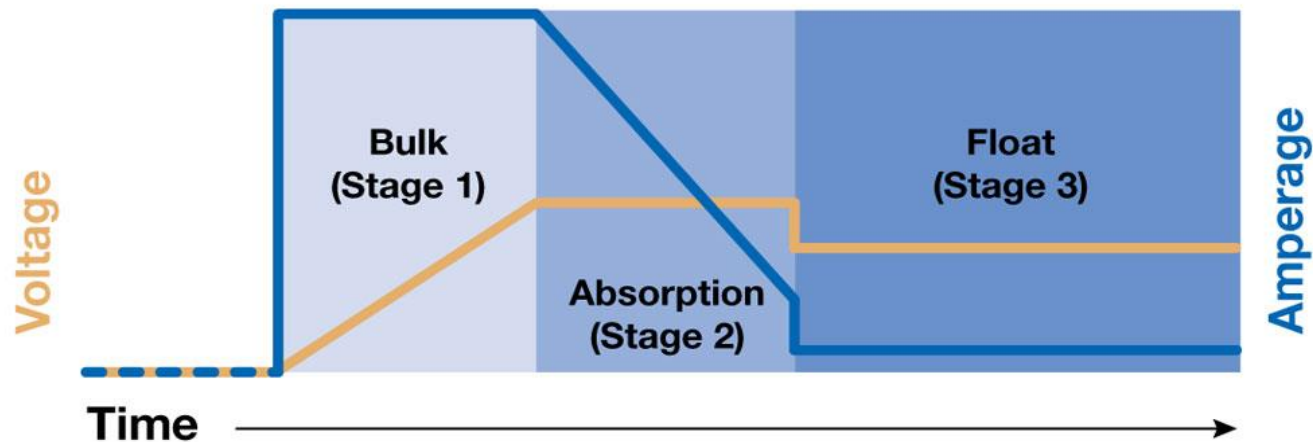 Voltage
Bulk
(Stage 1)
Absorption
(Stage 2)
Float
(Stage 3)
Amperage
Time